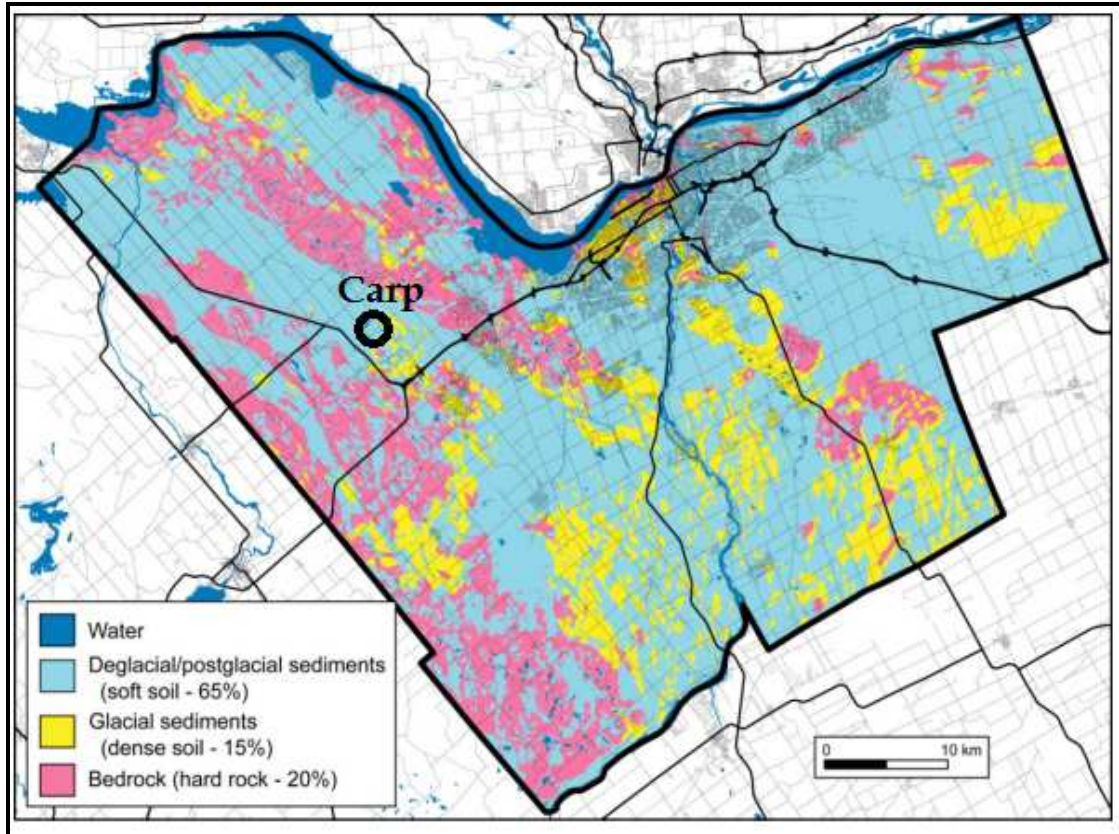 Carp
Water
Deglacial/postglacial sediments
(soft soil - 65%)
Glacial sediments
(dense soil - 15%)
Bedrock (hard rock - 20%)
0 10 km